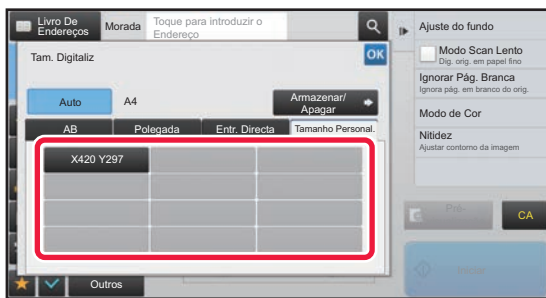 Livro De
Endereços
Morada
Toque para introduzir o
Endereço
Ajuste do fundo
Tam. Digitaliz
OK
Modo Scan Lento
Dig. orig. em papel fino
Auto
A4
Armazenar/
Apagar
Ignorar Pág. Branca
Ignora pág. em branco do orig.
Modo de Cor
AB
Polegada
Entr. Directa
Tamanho Personal.
Nitidez
Ajustar contorno da imagem
X420 Y297
CA
Outros